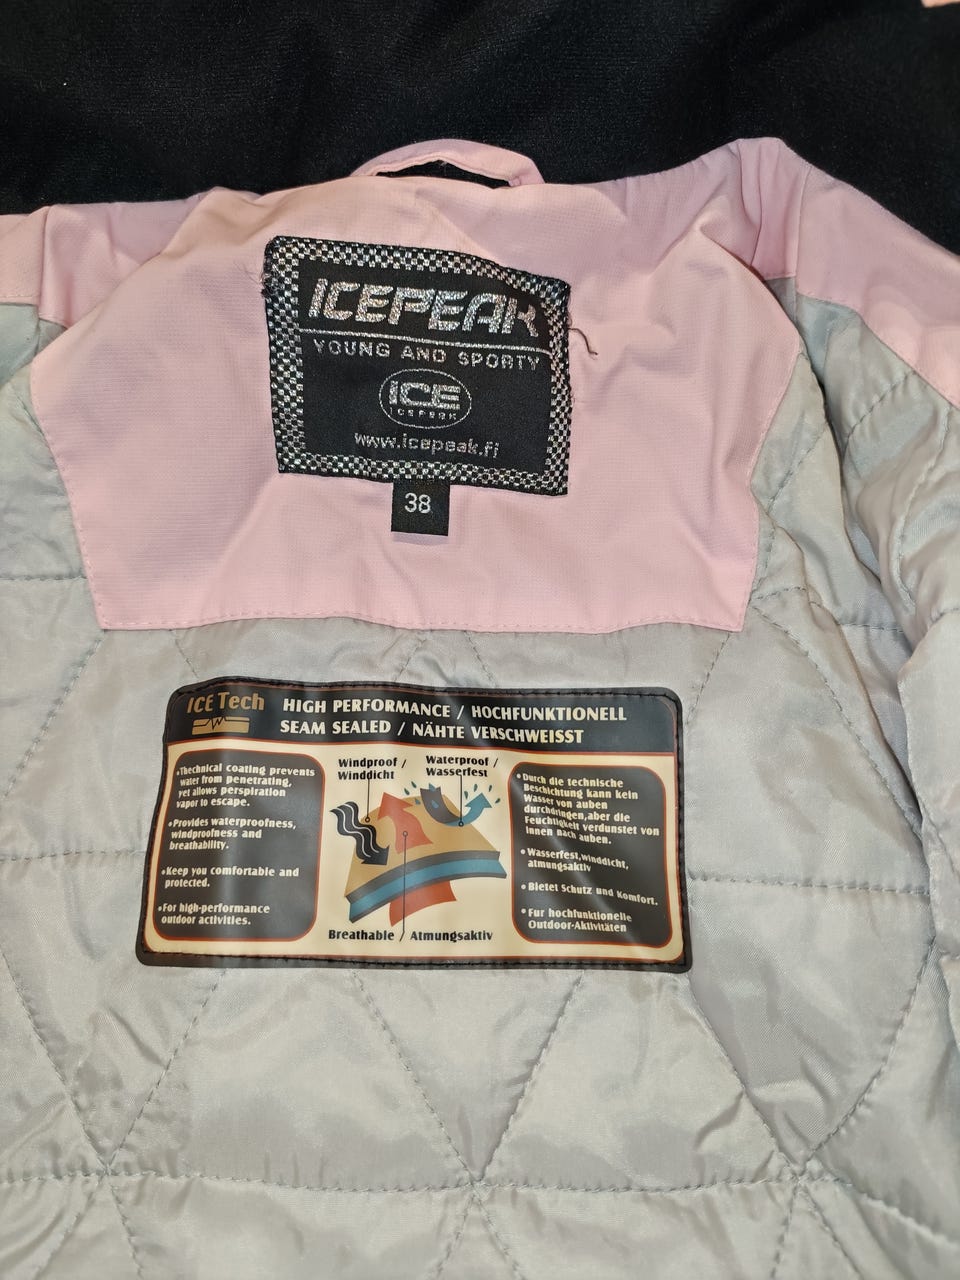 ICEPEAK
YOUNG AND SPORTY
ICE
ICEPEAK
www.icepeak.fi
38
ICE Tech
HIGH PERFORMANCE / HOCHFUNKTIONELL
SEAM SEALED / NÄHTE VERSCHWEISST
•Thechnical coating prevents
water from penetrating,
yet allows perspiration
vapor to escape.
•Provides waterproofness,
windproofness and
breathability.
•Keep you comfortable and
protected.
•For high-performance
outdoor activities.
Windproof /
Winddicht
Waterproof /
Wasserfest
Breathable / Atmungsaktiv
•Durch die technische
Beschichtung kann kein
Wasser von auben
durchdringen,aber die
Feuchtigkeit verdunstet von
innen nach auben.
•Wasserfest,winddicht,
atmungsaktiv
•Bietet Schutz und Komfort.
•Fur hochfunktionelle
Outdoor-Aktivitäten